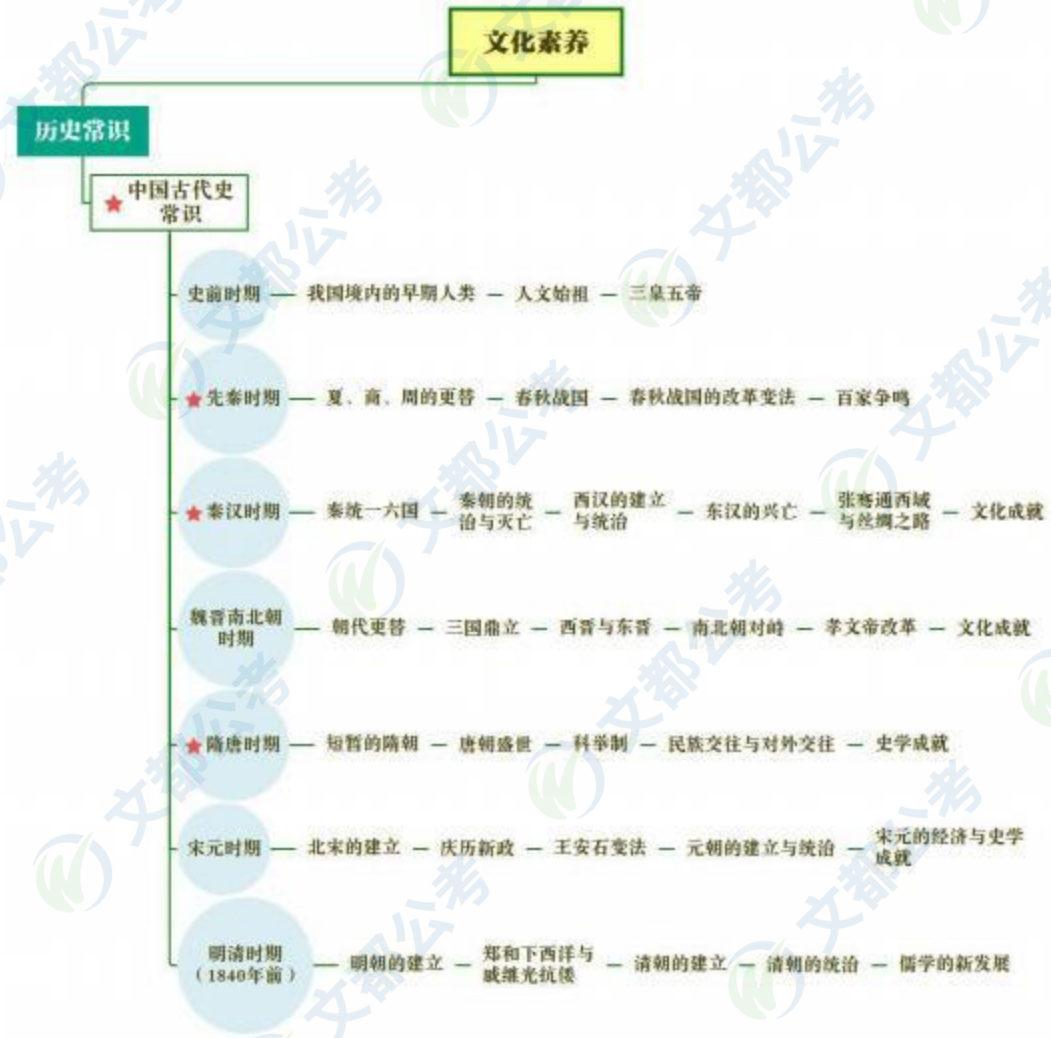 文化素养
历史常识
★中国古代史
常识
史前时期 — 我国境内的早期人类 — 人文始祖 — 三皇五帝
★先秦时期 — 夏、商、周的更替 — 春秋战国 — 春秋战国的改革变法 — 百家争鸣
★秦汉时期 — 秦统一六国 — 秦朝的统治与灭亡 — 西汉的建立与统治 — 东汉的兴亡 — 张骞通西域与丝绸之路 — 文化成就
魏晋南北朝时期 — 朝代更替 — 三国鼎立 — 西晋与东晋 — 南北朝对峙 — 孝文帝改革 — 文化成就
★隋唐时期 — 短暂的隋朝 — 唐朝盛世 — 科举制 — 民族交往与对外交往 — 史学成就
宋元时期 — 北宋的建立 — 庆历新政 — 王安石变法 — 元朝的建立与统治 — 宋元的经济与史学成就
明清时期（1840年前） — 明朝的建立 — 郑和下西洋与戚继光抗倭 — 清朝的建立 — 清朝的统治 — 儒学的新发展
文都公考